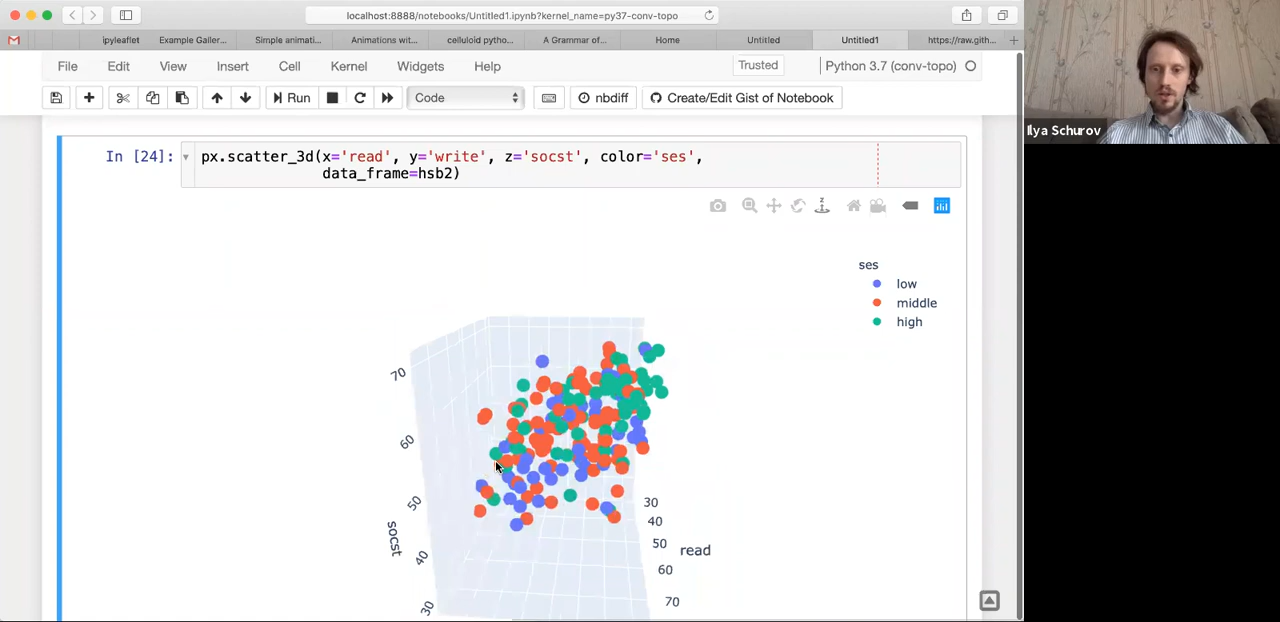 localhost:8888/notebooks/Untitled1.ipynb?kernel_name=py37-conv-topo
ipyleaflet
Example Galler...
Simple animati...
Animations wit...
celluloid pytho...
A Grammar of...
Home
Untitled
Untitled1
https://raw.gith...
File Edit View Insert Cell Kernel Widgets Help
Trusted
Python 3.7 (conv-topo)
Run
Code
nbdiff
Create/Edit Gist of Notebook
In [24]:
px.scatter_3d(x='read', y='write', z='socst', color='ses',
data_frame=hsb2)
z
ses
low
middle
high
70
60
50
40
30
socst
30
40
50
60
70
read
Ilya Schurov